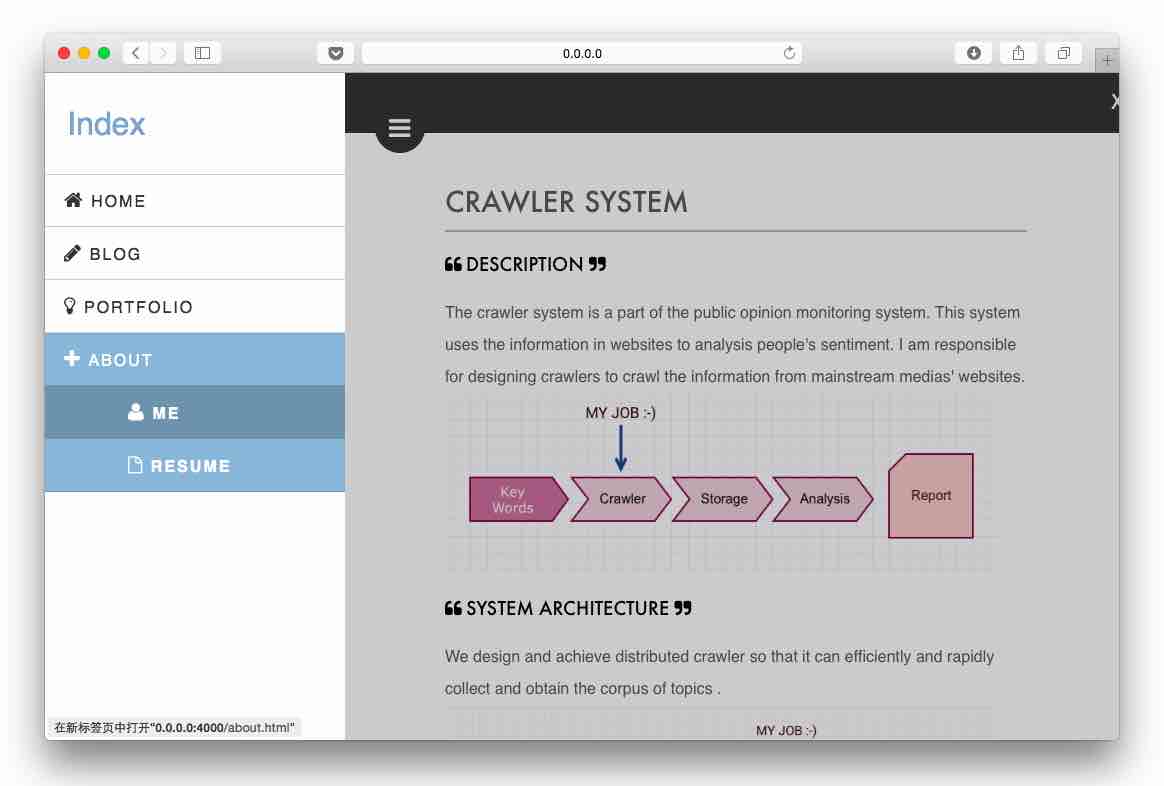 0.0.0.0
Index
HOME
BLOG
PORTFOLIO
ABOUT
ME
RESUME
在新标签页中打开"0.0.0.0:4000/about.html"
X
CRAWLER SYSTEM
❝ DESCRIPTION ❞
The crawler system is a part of the public opinion monitoring system. This system
uses the information in websites to analysis people's sentiment. I am responsible
for designing crawlers to crawl the information from mainstream medias' websites.
MY JOB :-)
Key
Words
Crawler
Storage
Analysis
Report
❝ SYSTEM ARCHITECTURE ❞
We design and achieve distributed crawler so that it can efficiently and rapidly
collect and obtain the corpus of topics .
MY JOB :-)